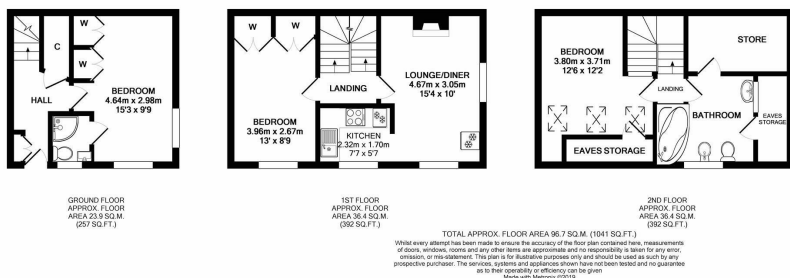 W
C
W
BEDROOM
4.64m x 2.98m
15'3 x 9'9
HALL
GROUND FLOOR
APPROX. FLOOR
AREA 23.9 SQ.M.
(257 SQ.FT.)
W
W
LANDING
LOUNGE/DINER
4.67m x 3.05m
15'4 x 10'
BEDROOM
3.96m x 2.67m
13' x 8'9
KITCHEN
2.32m x 1.70m
7'7 x 5'7
1ST FLOOR
APPROX. FLOOR
AREA 36.4 SQ.M.
(392 SQ.FT.)
BEDROOM
3.80m x 3.71m
12'6 x 12'2
STORE
LANDING
BATHROOM
EAVES
STORAGE
EAVES STORAGE
2ND FLOOR
APPROX. FLOOR
AREA 36.4 SQ.M.
(392 SQ.FT.)
TOTAL APPROX. FLOOR AREA 96.7 SQ.M. (1041 SQ.FT.)
Whilst every attempt has been made to ensure the accuracy of the floor plan contained here, measurements
of doors, windows, rooms and any other items are approximate and no responsibility is taken for any error,
omission, or mis-statement. This plan is for illustrative purposes only and should be used as such by any
prospective purchaser. The services, systems and appliances shown have not been tested and no guarantee
as to their operability or efficiency can be given
Made with Metropix ©2019